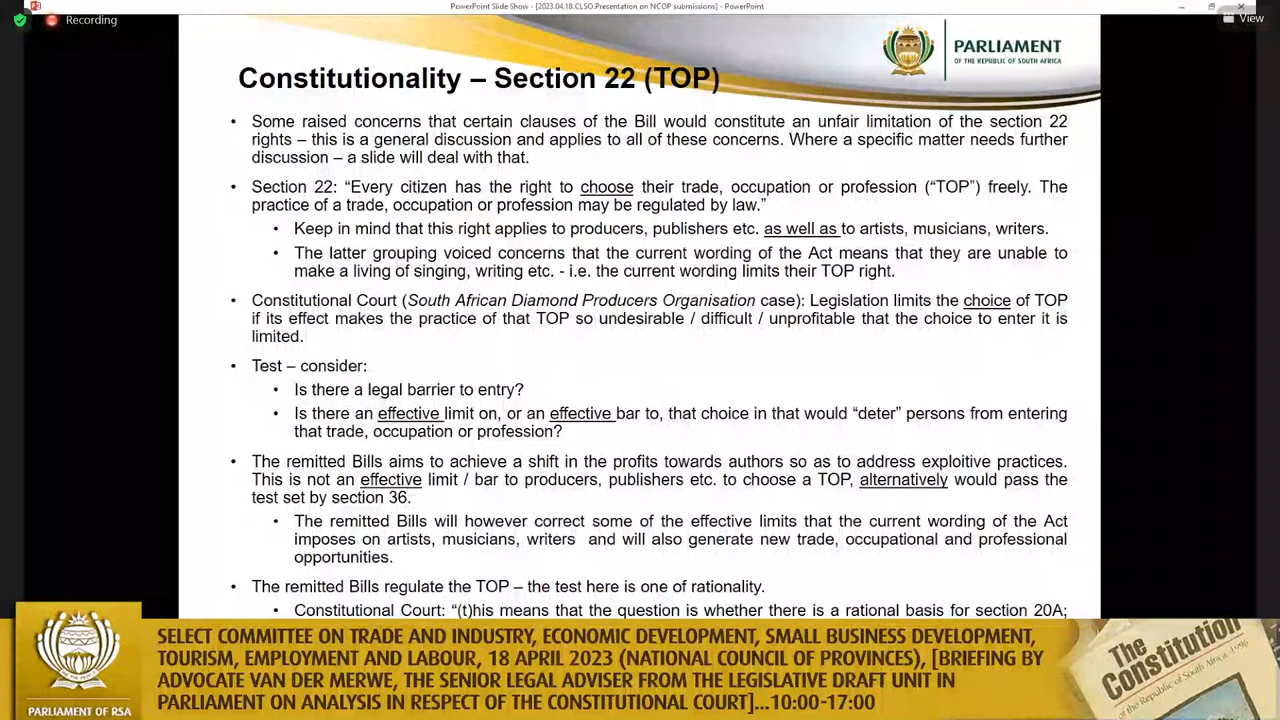 PowerPoint Slide Show - [2023.04.18.CLSO.Presentation on NCOP submissions] - PowerPoint
Recording
View
PARLIAMENT
OF THE REPUBLIC OF SOUTH AFRICA
Constitutionality – Section 22 (TOP)
• Some raised concerns that certain clauses of the Bill would constitute an unfair limitation of the section 22
rights – this is a general discussion and applies to all of these concerns. Where a specific matter needs further
discussion – a slide will deal with that.
• Section 22: “Every citizen has the right to choose their trade, occupation or profession (“TOP”) freely. The
practice of a trade, occupation or profession may be regulated by law.”
• Keep in mind that this right applies to producers, publishers etc. as well as to artists, musicians, writers.
• The latter grouping voiced concerns that the current wording of the Act means that they are unable to
make a living of singing, writing etc. - i.e. the current wording limits their TOP right.
• Constitutional Court (South African Diamond Producers Organisation case): Legislation limits the choice of TOP
if its effect makes the practice of that TOP so undesirable / difficult / unprofitable that the choice to enter it is
limited.
• Test – consider:
• Is there a legal barrier to entry?
• Is there an effective limit on, or an effective bar to, that choice in that would “deter” persons from entering
that trade, occupation or profession?
• The remitted Bills aims to achieve a shift in the profits towards authors so as to address exploitive practices.
This is not an effective limit / bar to producers, publishers etc. to choose a TOP, alternatively would pass the
test set by section 36.
• The remitted Bills will however correct some of the effective limits that the current wording of the Act
imposes on artists, musicians, writers and will also generate new trade, occupational and professional
opportunities.
• The remitted Bills regulate the TOP – the test here is one of rationality.
• Constitutional Court: “(t)his means that the question is whether there is a rational basis for section 20A;
SELECT COMMITTEE ON TRADE AND INDUSTRY, ECONOMIC DEVELOPMENT, SMALL BUSINESS DEVELOPMENT,
TOURISM, EMPLOYMENT AND LABOUR, 18 APRIL 2023 (NATIONAL COUNCIL OF PROVINCES), [BRIEFING BY
ADVOCATE VAN DER MERWE, THE SENIOR LEGAL ADVISER FROM THE LEGISLATIVE DRAFT UNIT IN
PARLIAMENT ON ANALYSIS IN RESPECT OF THE CONSTITUTIONAL COURT]...10:00-17:00
PARLIAMENT OF RSA
The
Constitution
of the Republic of South Africa, 1996